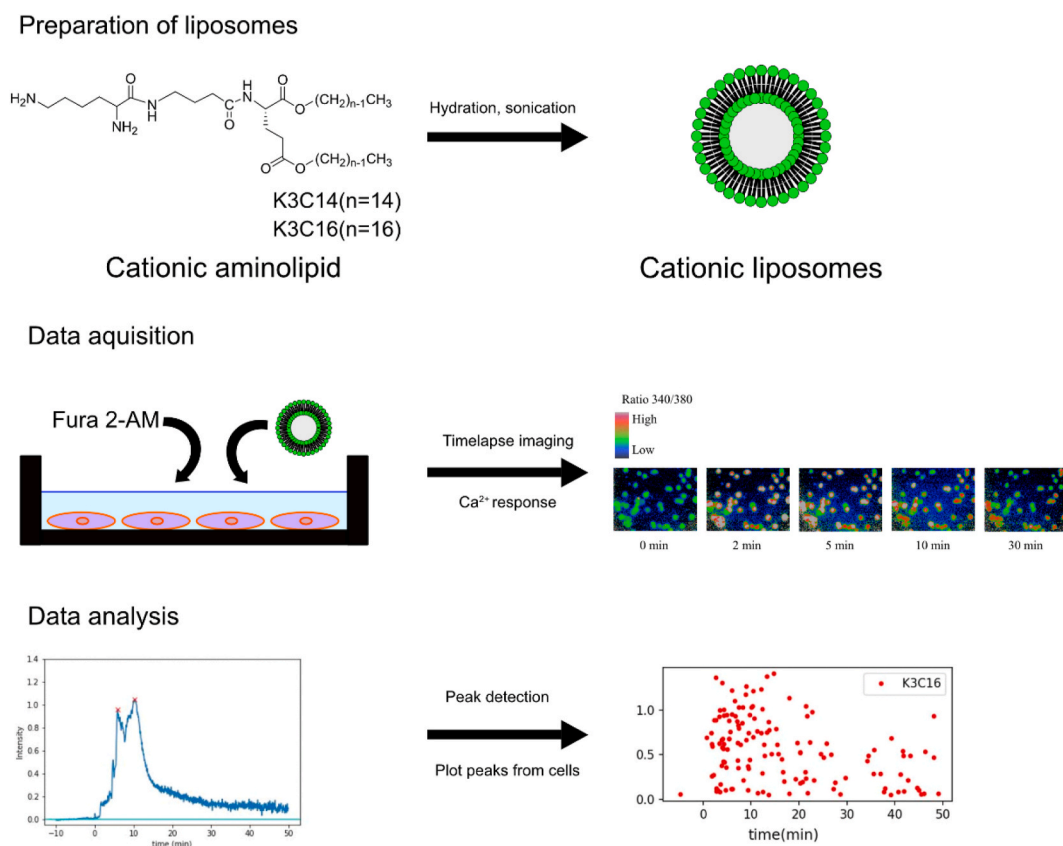 Preparation of liposomes
H₂N
O
NH₂
N
H
O
H
N
O
O
(CH₂)n-1CH₃
O
O
(CH₂)n-1CH₃
K3C14(n=14)
K3C16(n=16)
Cationic aminolipid
Hydration, sonication
Cationic liposomes
Data aquisition
Fura 2-AM
Timelapse imaging
Ca²⁺ response
Ratio 340/380
High
Low
0 min
2 min
5 min
10 min
30 min
Data analysis
Intensity
1.4
1.2
1.0
0.8
0.6
0.4
0.2
0.0
−10
0
10
20
30
40
50
time (min)
Peak detection
Plot peaks from cells
K3C16
1.0
0.5
0.0
0
10
20
30
40
50
time(min)